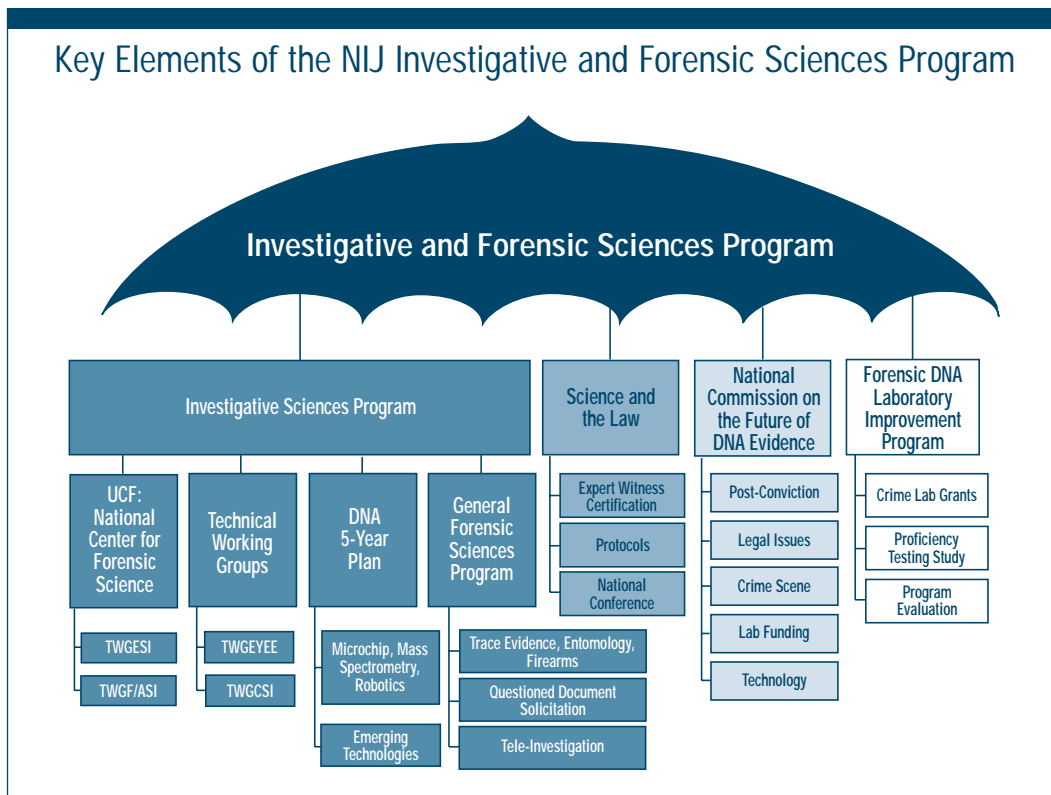 Key Elements of the NIJ Investigative and Forensic Sciences Program
Investigative and Forensic Sciences Program
Investigative Sciences Program
UCF:
National
Center for
Forensic
Science
TWGESI
TWGF/ASI
Technical
Working
Groups
TWGEYEE
TWGCSI
DNA
5-Year
Plan
Microchip, Mass
Spectrometry,
Robotics
Emerging
Technologies
General
Forensic
Sciences
Program
Trace Evidence, Entomology,
Firearms
Questioned Document
Solicitation
Tele-Investigation
Science and
the Law
Expert Witness
Certification
Protocols
National
Conference
National
Commission on
the Future of
DNA Evidence
Post-Conviction
Legal Issues
Crime Scene
Lab Funding
Technology
Forensic DNA
Laboratory
Improvement
Program
Crime Lab Grants
Proficiency
Testing Study
Program
Evaluation